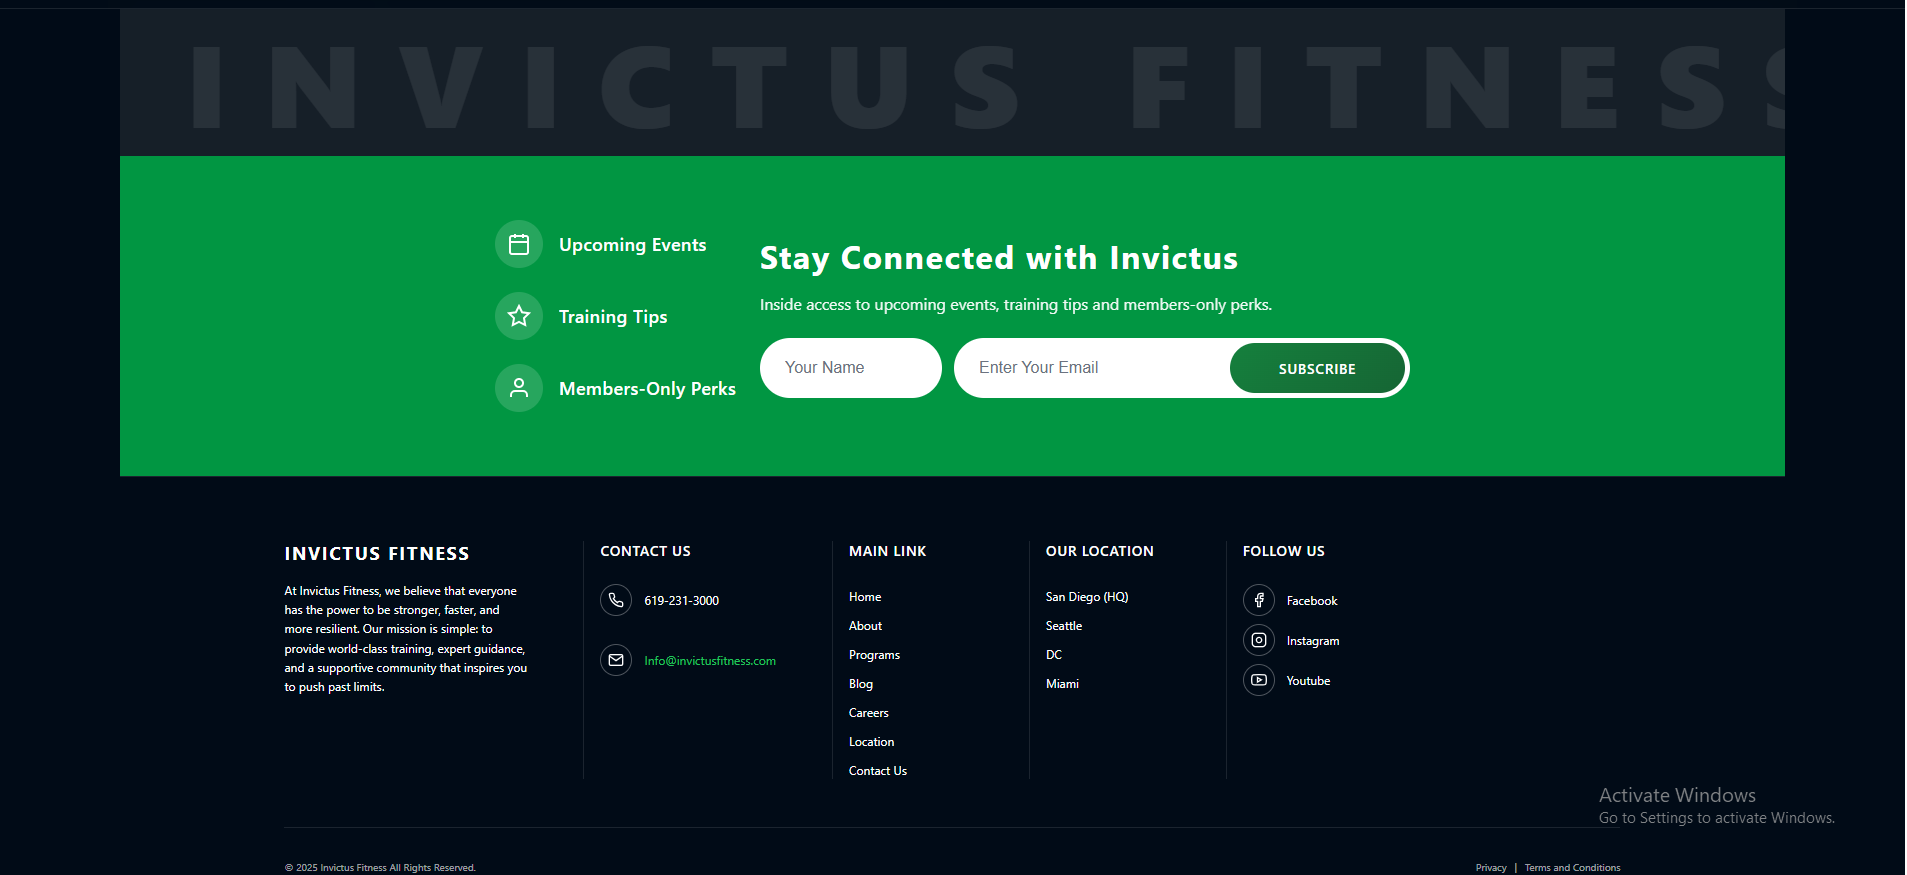 INVICTUS FITNESS
Upcoming Events
Training Tips
Members-Only Perks
Stay Connected with Invictus
Inside access to upcoming events, training tips and members-only perks.
Your Name
Enter Your Email
SUBSCRIBE
INVICTUS FITNESS
At Invictus Fitness, we believe that everyone
has the power to be stronger, faster, and
more resilient. Our mission is simple: to
provide world-class training, expert guidance,
and a supportive community that inspires you
to push past limits.
CONTACT US
619-231-3000
Info@invictusfitness.com
MAIN LINK
Home
About
Programs
Blog
Careers
Location
Contact Us
OUR LOCATION
San Diego (HQ)
Seattle
DC
Miami
FOLLOW US
Facebook
Instagram
Youtube
Activate Windows
Go to Settings to activate Windows.
© 2025 Invictus Fitness All Rights Reserved.
Privacy | Terms and Conditions